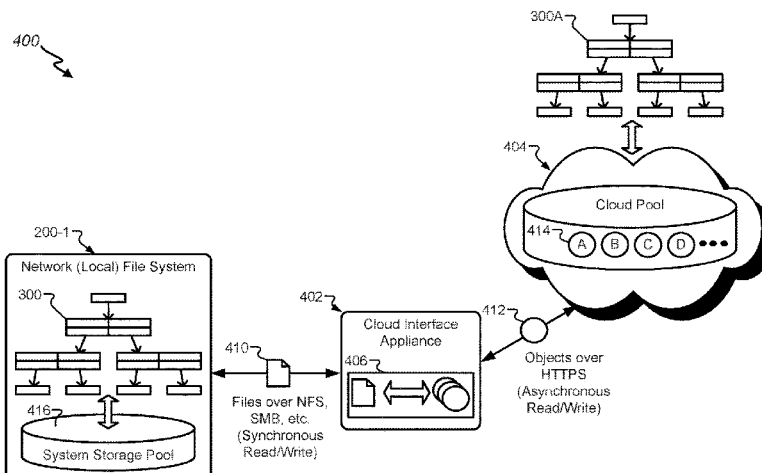 400
300A
404
Cloud Pool
414
A B C D
200-1
Network (Local) File System
300
416
System Storage Pool
410
Files over NFS,
SMB, etc.
(Synchronous
Read/Write)
402
Cloud Interface
Appliance
406
412
Objects over
HTTPS
(Asynchronous
Read/Write)